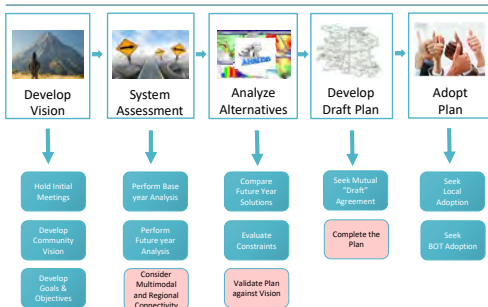 Develop
Vision
System
Assessment
Analyze
Alternatives
Develop
Draft Plan
Adopt
Plan
Hold Initial
Meetings
Develop
Community
Vision
Develop
Goals &
Objectives
Perform Base
year Analysis
Perform
Future year
Analysis
Consider
Multimodal
and Regional
Connectivity
Compare
Future Year
Solutions
Evaluate
Constraints
Validate Plan
against Vision
Seek Mutual
"Draft"
Agreement
Complete the
Plan
Seek
Local
Adoption
Seek
BOT Adoption